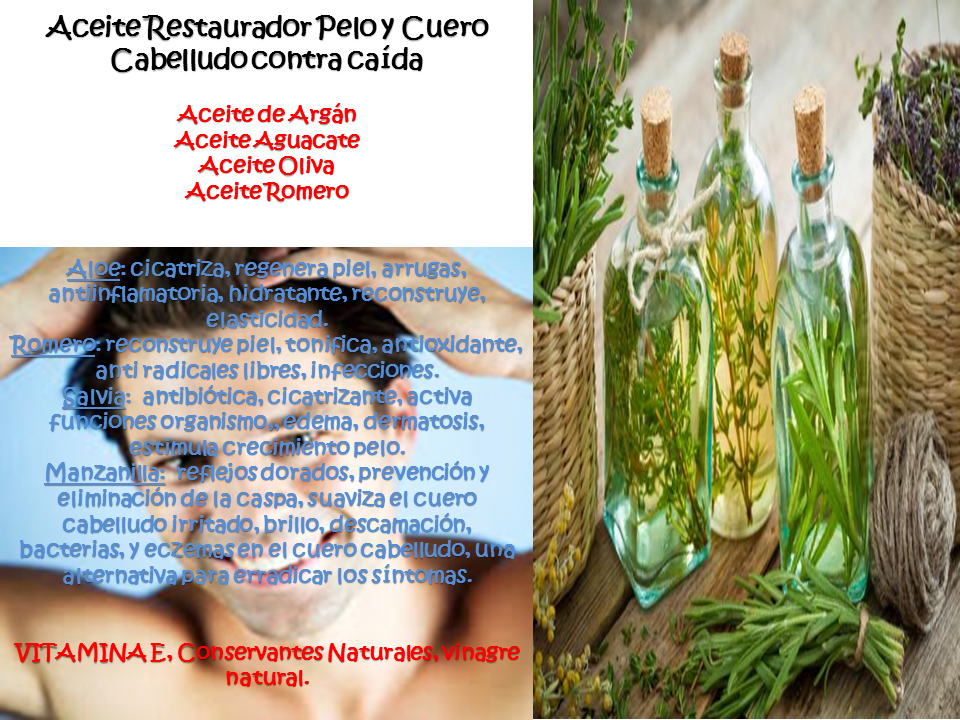 Aceite Restaurador Pelo y Cuero
Cabelludo contra caída
Aceite de Argán
Aceite Aguacate
Aceite Oliva
Aceite Romero
Aloe: cicatriza, regenera piel, arrugas,
antiinflamatoria, hidratante, reconstruye,
elasticidad.
Romero: reconstruye piel, tonifica, antioxidante,
anti radicales libres, infecciones.
Salvia: antibiótica, cicatrizante, activa
funciones organismo,, edema, dermatosis,
estimula crecimiento pelo.
Manzanilla: reflejos dorados, prevención y
eliminación de la caspa, suaviza el cuero
cabelludo irritado, brillo, descamación,
bacterias, y eczemas en el cuero cabelludo, una
alternativa para erradicar los síntomas.
VITAMINA E, Conservantes Naturales, vinagre
natural.